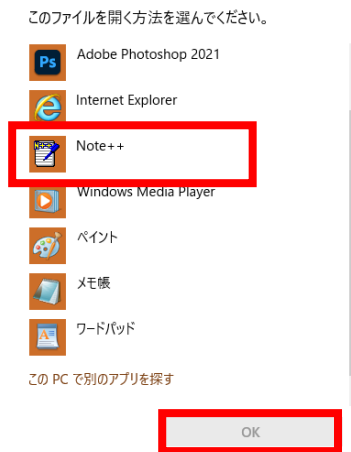 このファイルを開く方法を選んでください。
Ps
Adobe Photoshop 2021
Internet Explorer
Note++
Windows Media Player
ペイント
メモ帳
ワードパッド
この PC で別のアプリを探す
OK